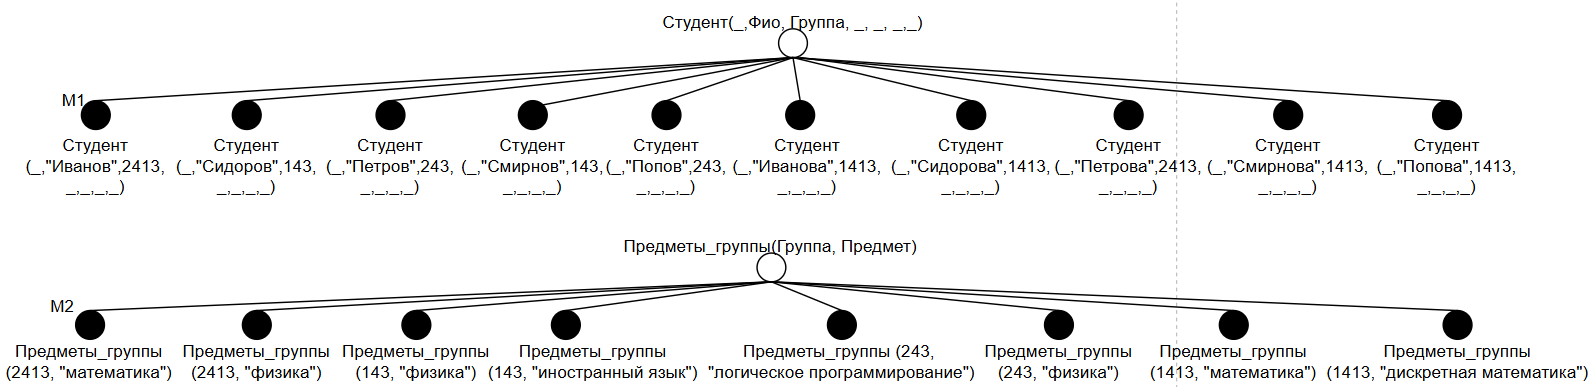 Студент(_,Фио, Группа, _, _, _,_)
M1
Студент
(_,"Иванов",2413,
_,_,_,_)
Студент
(_,"Сидоров",143,
_,_,_,_)
Студент
(_,"Петров",243,
_,_,_,_)
Студент
(_,"Смирнов",143,
_,_,_,_)
Студент
(_,"Попов",243,
_,_,_,_)
Студент
(_,"Иванова",1413,
_,_,_,_)
Студент
(_,"Сидорова",1413,
_,_,_,_)
Студент
(_,"Петрова",2413,
_,_,_,_)
Студент
(_,"Смирнова",1413,
_,_,_,_)
Студент
(_,"Попова",1413,
_,_,_,_)
Предметы_группы(Группа, Предмет)
M2
Предметы_группы
(2413, "математика")
Предметы_группы
(2413, "физика")
Предметы_группы
(143, "физика")
Предметы_группы
(143, "иностранный язык")
Предметы_группы (243,
"логическое программирование")
Предметы_группы
(243, "физика")
Предметы_группы
(1413, "математика")
Предметы_группы
(1413, "дискретная математика")